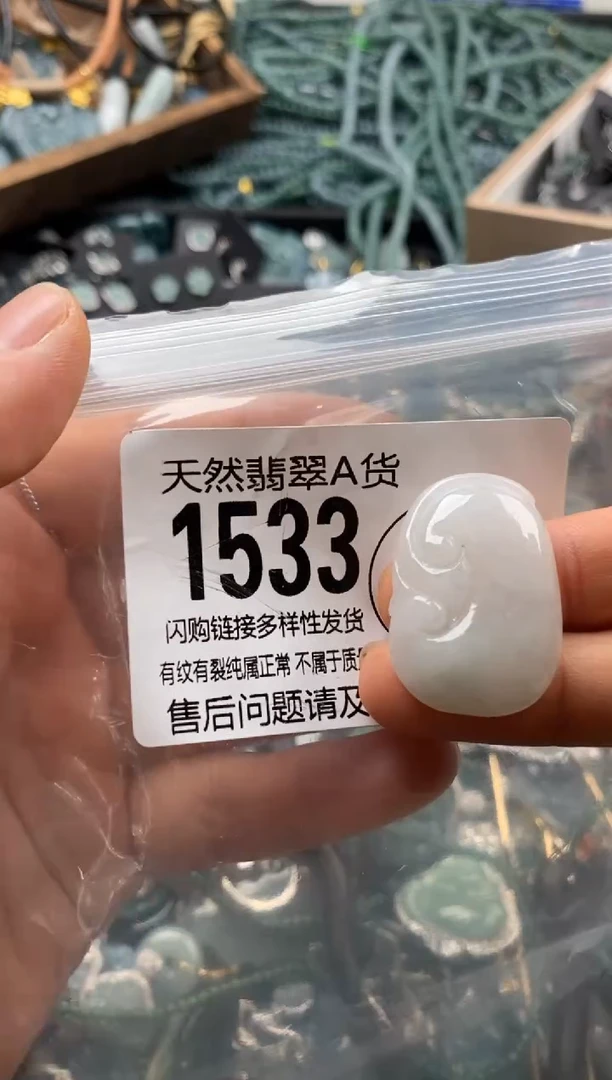 天然翡翠A货
1533
闪购链接多样性发货
有纹有裂纯属正常 不属于质
售后问题请及